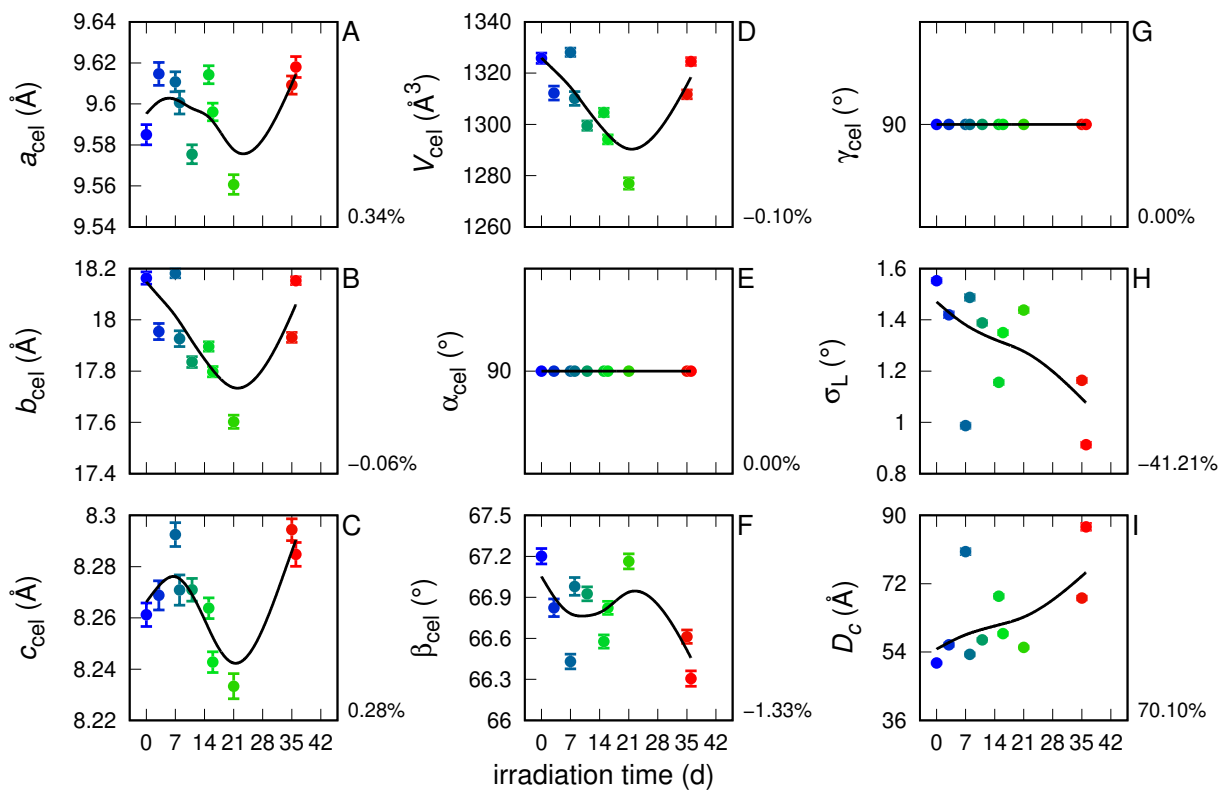 A
a_cel (Å)
9.64
9.62
9.6
9.58
9.56
9.54
0.34%
B
b_cel (Å)
18.2
18
17.8
17.6
17.4
−0.06%
C
c_cel (Å)
8.3
8.28
8.26
8.24
8.22
0.28%
0 7 14 21 28 35 42
D
V_cel (Å³)
1340
1320
1300
1280
1260
−0.10%
E
α_cel (°)
90
0.00%
F
β_cel (°)
67.5
67.2
66.9
66.6
66.3
66
−1.33%
0 7 14 21 28 35 42
irradiation time (d)
G
γ_cel (°)
90
0.00%
H
σ_L (°)
1.6
1.4
1.2
1
0.8
−41.21%
I
D_c (Å)
90
72
54
36
70.10%
0 7 14 21 28 35 42